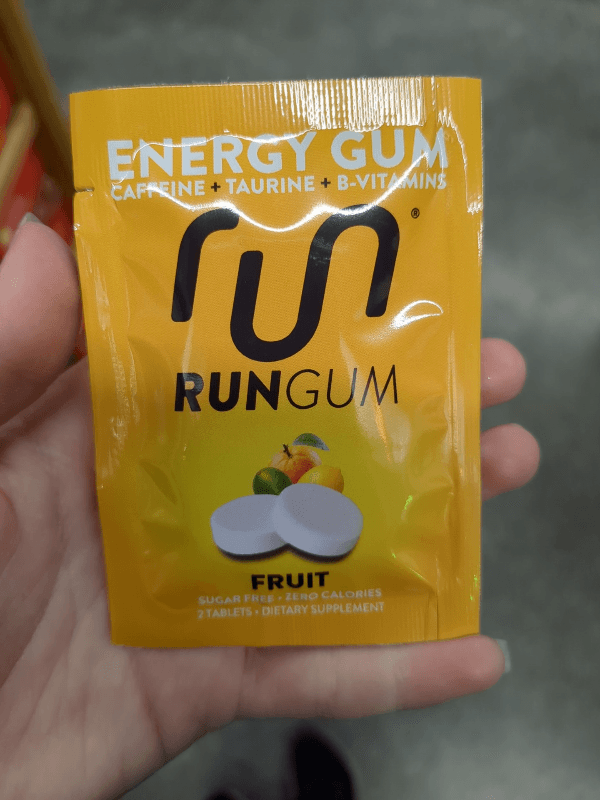 ENERGY GUM
CAFFEINE + TAURINE + B-VITAMINS
run®
RUNGUM
FRUIT
SUGAR FREE • ZERO CALORIES
2 TABLETS • DIETARY SUPPLEMENT